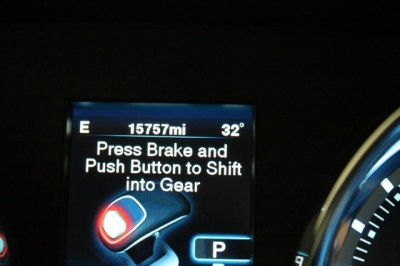 E 15757mi 32°
Press Brake and
Push Button to Shift
into Gear
P